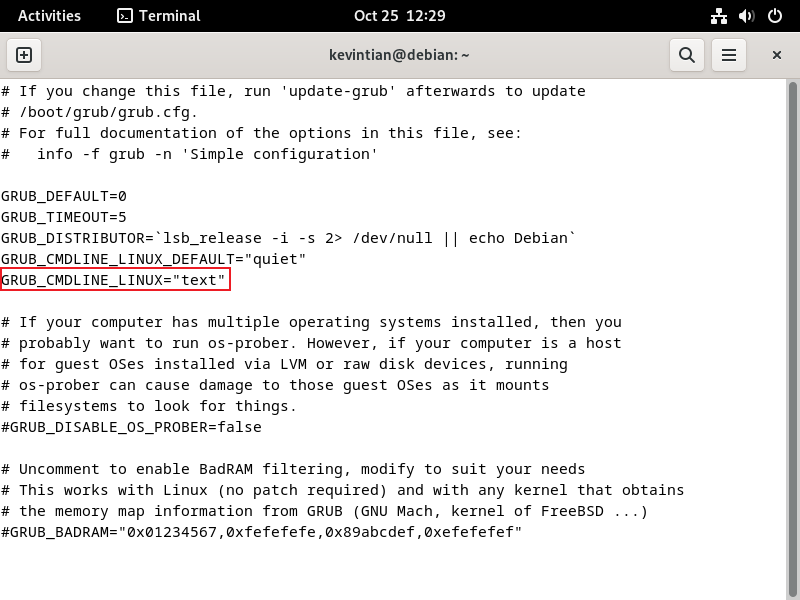 Activities Terminal Oct 25 12:29
kevintian@debian: ~
# If you change this file, run 'update-grub' afterwards to update
# /boot/grub/grub.cfg.
# For full documentation of the options in this file, see:
#   info -f grub -n 'Simple configuration'

GRUB_DEFAULT=0
GRUB_TIMEOUT=5
GRUB_DISTRIBUTOR=`lsb_release -i -s 2> /dev/null || echo Debian`
GRUB_CMDLINE_LINUX_DEFAULT="quiet"
GRUB_CMDLINE_LINUX="text"

# If your computer has multiple operating systems installed, then you
# probably want to run os-prober. However, if your computer is a host
# for guest OSes installed via LVM or raw disk devices, running
# os-prober can cause damage to those guest OSes as it mounts
# filesystems to look for things.
#GRUB_DISABLE_OS_PROBER=false

# Uncomment to enable BadRAM filtering, modify to suit your needs
# This works with Linux (no patch required) and with any kernel that obtains
# the memory map information from GRUB (GNU Mach, kernel of FreeBSD ...)
#GRUB_BADRAM="0x01234567,0xfefefefe,0x89abcdef,0xefefefef"